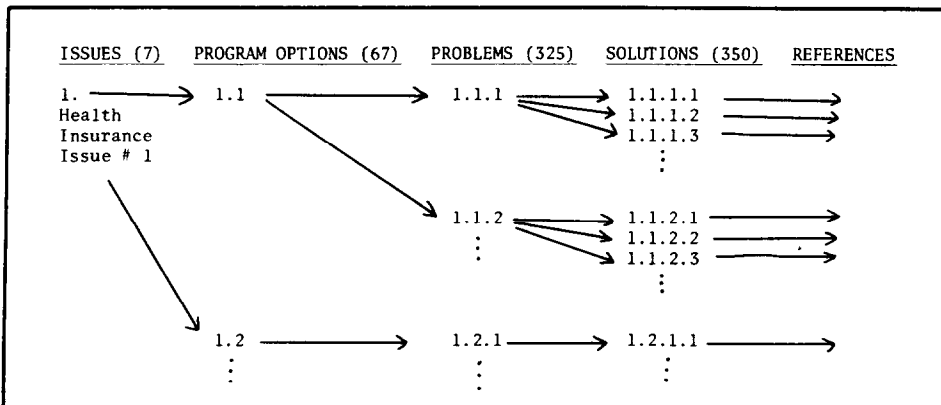 ISSUES (7) PROGRAM OPTIONS (67) PROBLEMS (325) SOLUTIONS (350) REFERENCES
1. 1.1 1.1.1 1.1.1.1
Health 1.1.1.2
Insurance 1.1.1.3
Issue # 1
1.1.2 1.1.2.1
1.1.2.2
1.1.2.3
1.2 1.2.1 1.2.1.1